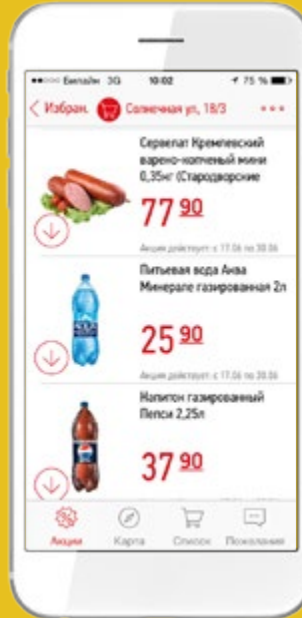 Билайн 3G 10:02 75 %
Избран. Солнечная ул, 18/3
Сервелат Кремлевский
варено-копченый мини
0,35кг (Стародворские
77 90
Акция действует: с 17.06 по 30.06
Питьевая вода Аква
Минерале газированная 2л
25 90
Акция действует: с 17.06 по 30.06
Напиток газированный
Пепси 2,25л
37 90
Акции Карта Список Пожелания